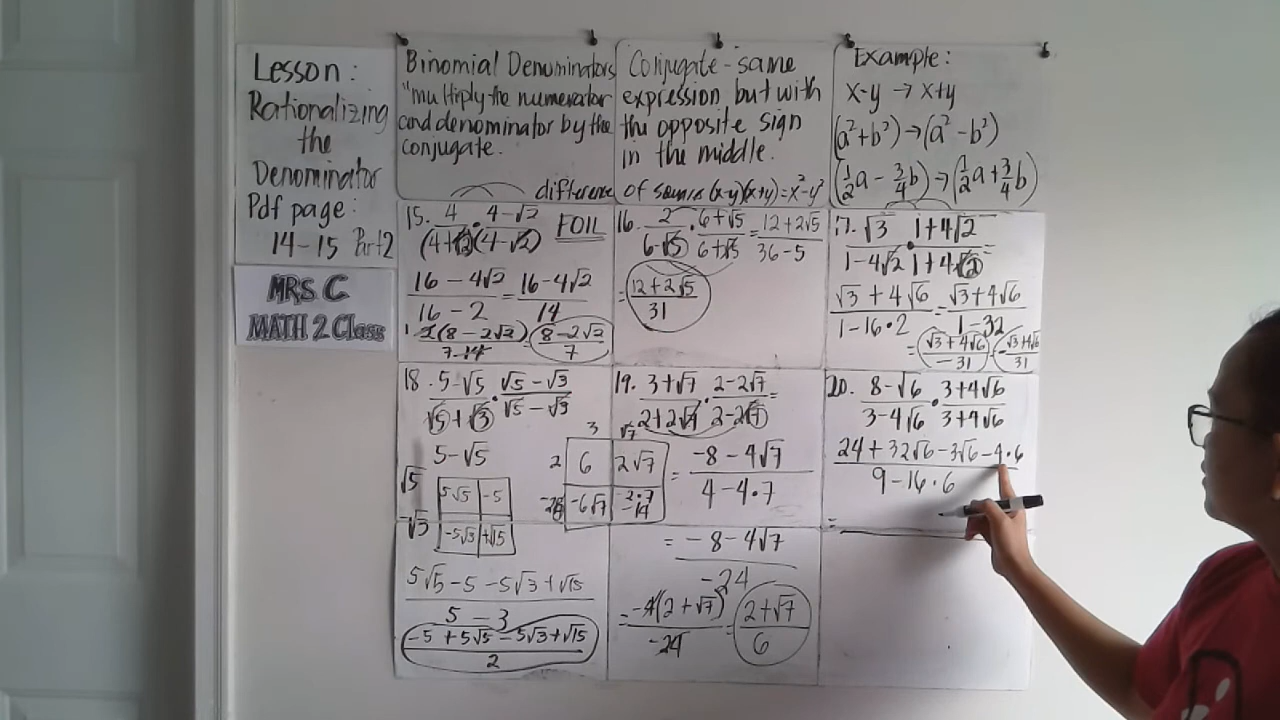 Lesson:
Rationalizing
the
Denominator
Pdf page:
14-15 Part 2
MRS C
MATH 2 Class
Binomial Denominators
"multiply the numerator
and denominator by the
conjugate.
Conjugate - same
expression but with
the opposite sign
in the middle.
difference of square (x-y)(x+y) = x²-y²
Example:
x-y → x+y
(a²+b²) → (a²-b²)
(1/2a - 3/4b) → (1/2a + 3/4b)
15. 4/(4+√2) · (4-√2)/(4-√2) FOIL
(16-4√2)/(16-2) = (16-4√2)/14
2(8-2√2)/14 (8-2√2)/7
16. 2/(6-√5) · (6+√5)/(6+√5) = (12+2√5)/(36-5)
= (12+2√5)/31
17. √3/(1-4√2) · (1+4√2)/(1+4√2) =
(√3+4√6)/(1-16·2) = (√3+4√6)/(1-32)
= (√3+4√6)/-31 = -(√3+4√6)/31
18. (5-√5)/(√5+√3) · (√5-√3)/(√5-√3)
5 -√5
√5 5√5 -5
-√3 -5√3 +√15
(5√5-5-5√3+√15)/(5-3)
(-5+5√5-5√3+√15)/2
19. (3+√7)/(2+2√7) · (2-2√7)/(2-2√7) =
3 √7
2 6 2√7
-6√7 -2·7
-14
= (-8-4√7)/(4-4·7)
= (-8-4√7)/-24
= -4(2+√7)/-24 = (2+√7)/6
20. (8-√6)/(3-4√6) · (3+4√6)/(3+4√6)
(24+32√6-3√6-4·6)/(9-16·6)
=